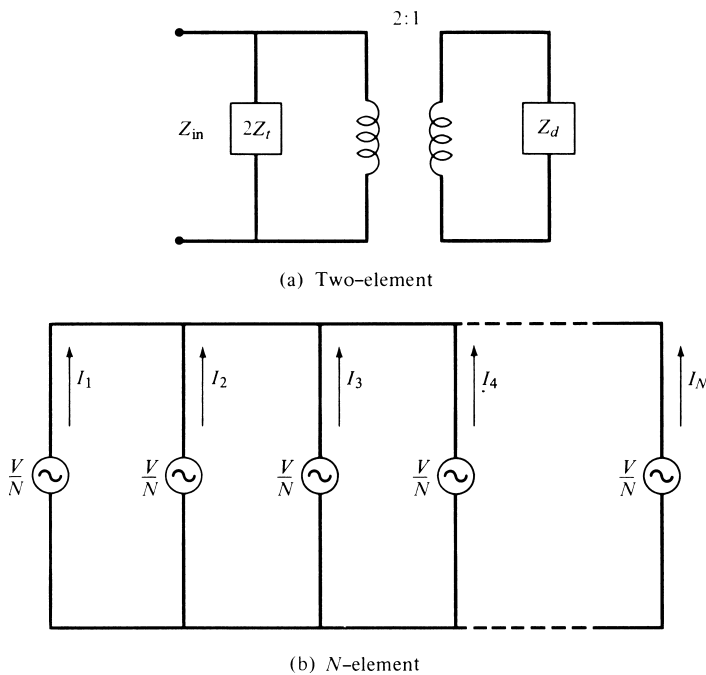 2:1
Z_in
2Z_t
Z_d
(a) Two-element
I_1
I_2
I_3
I_4
I_N
V/N
V/N
V/N
V/N
V/N
(b) N-element